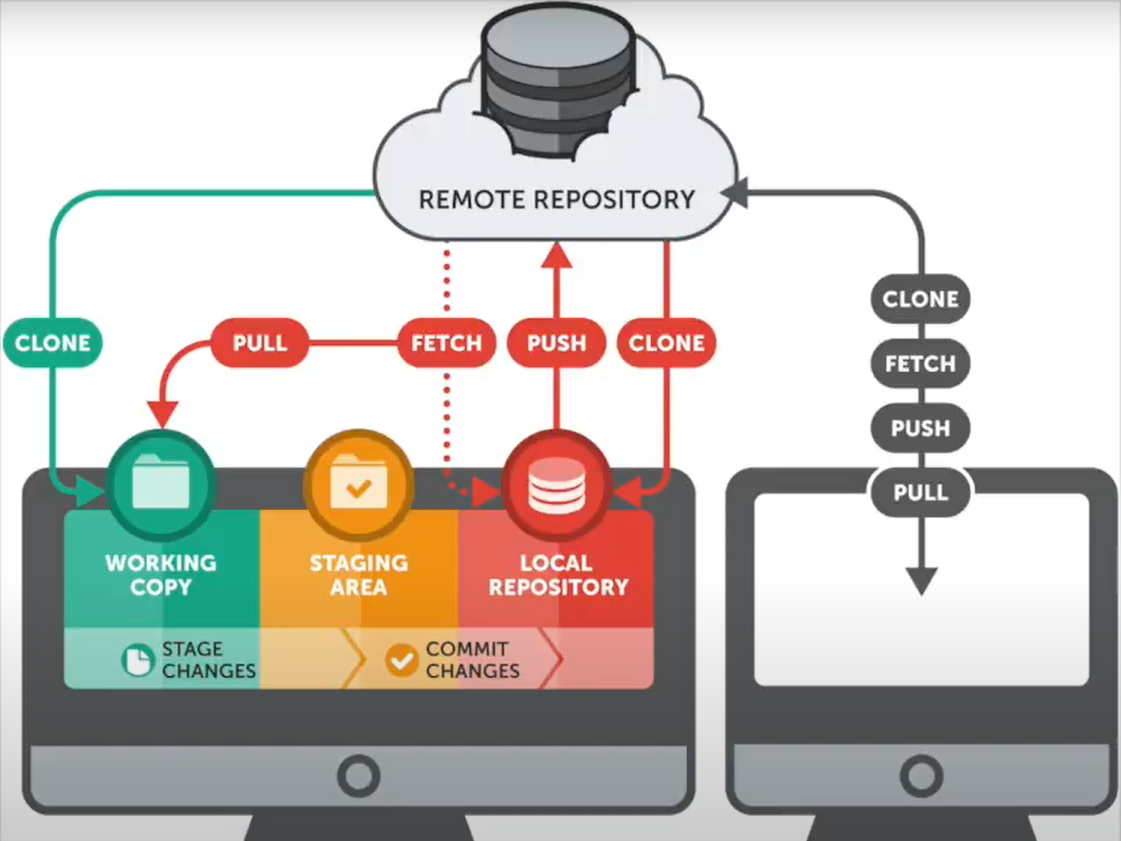 REMOTE REPOSITORY
CLONE
PULL
FETCH
PUSH
CLONE
CLONE
FETCH
PUSH
PULL
WORKING
COPY
STAGING
AREA
LOCAL
REPOSITORY
STAGE
CHANGES
COMMIT
CHANGES